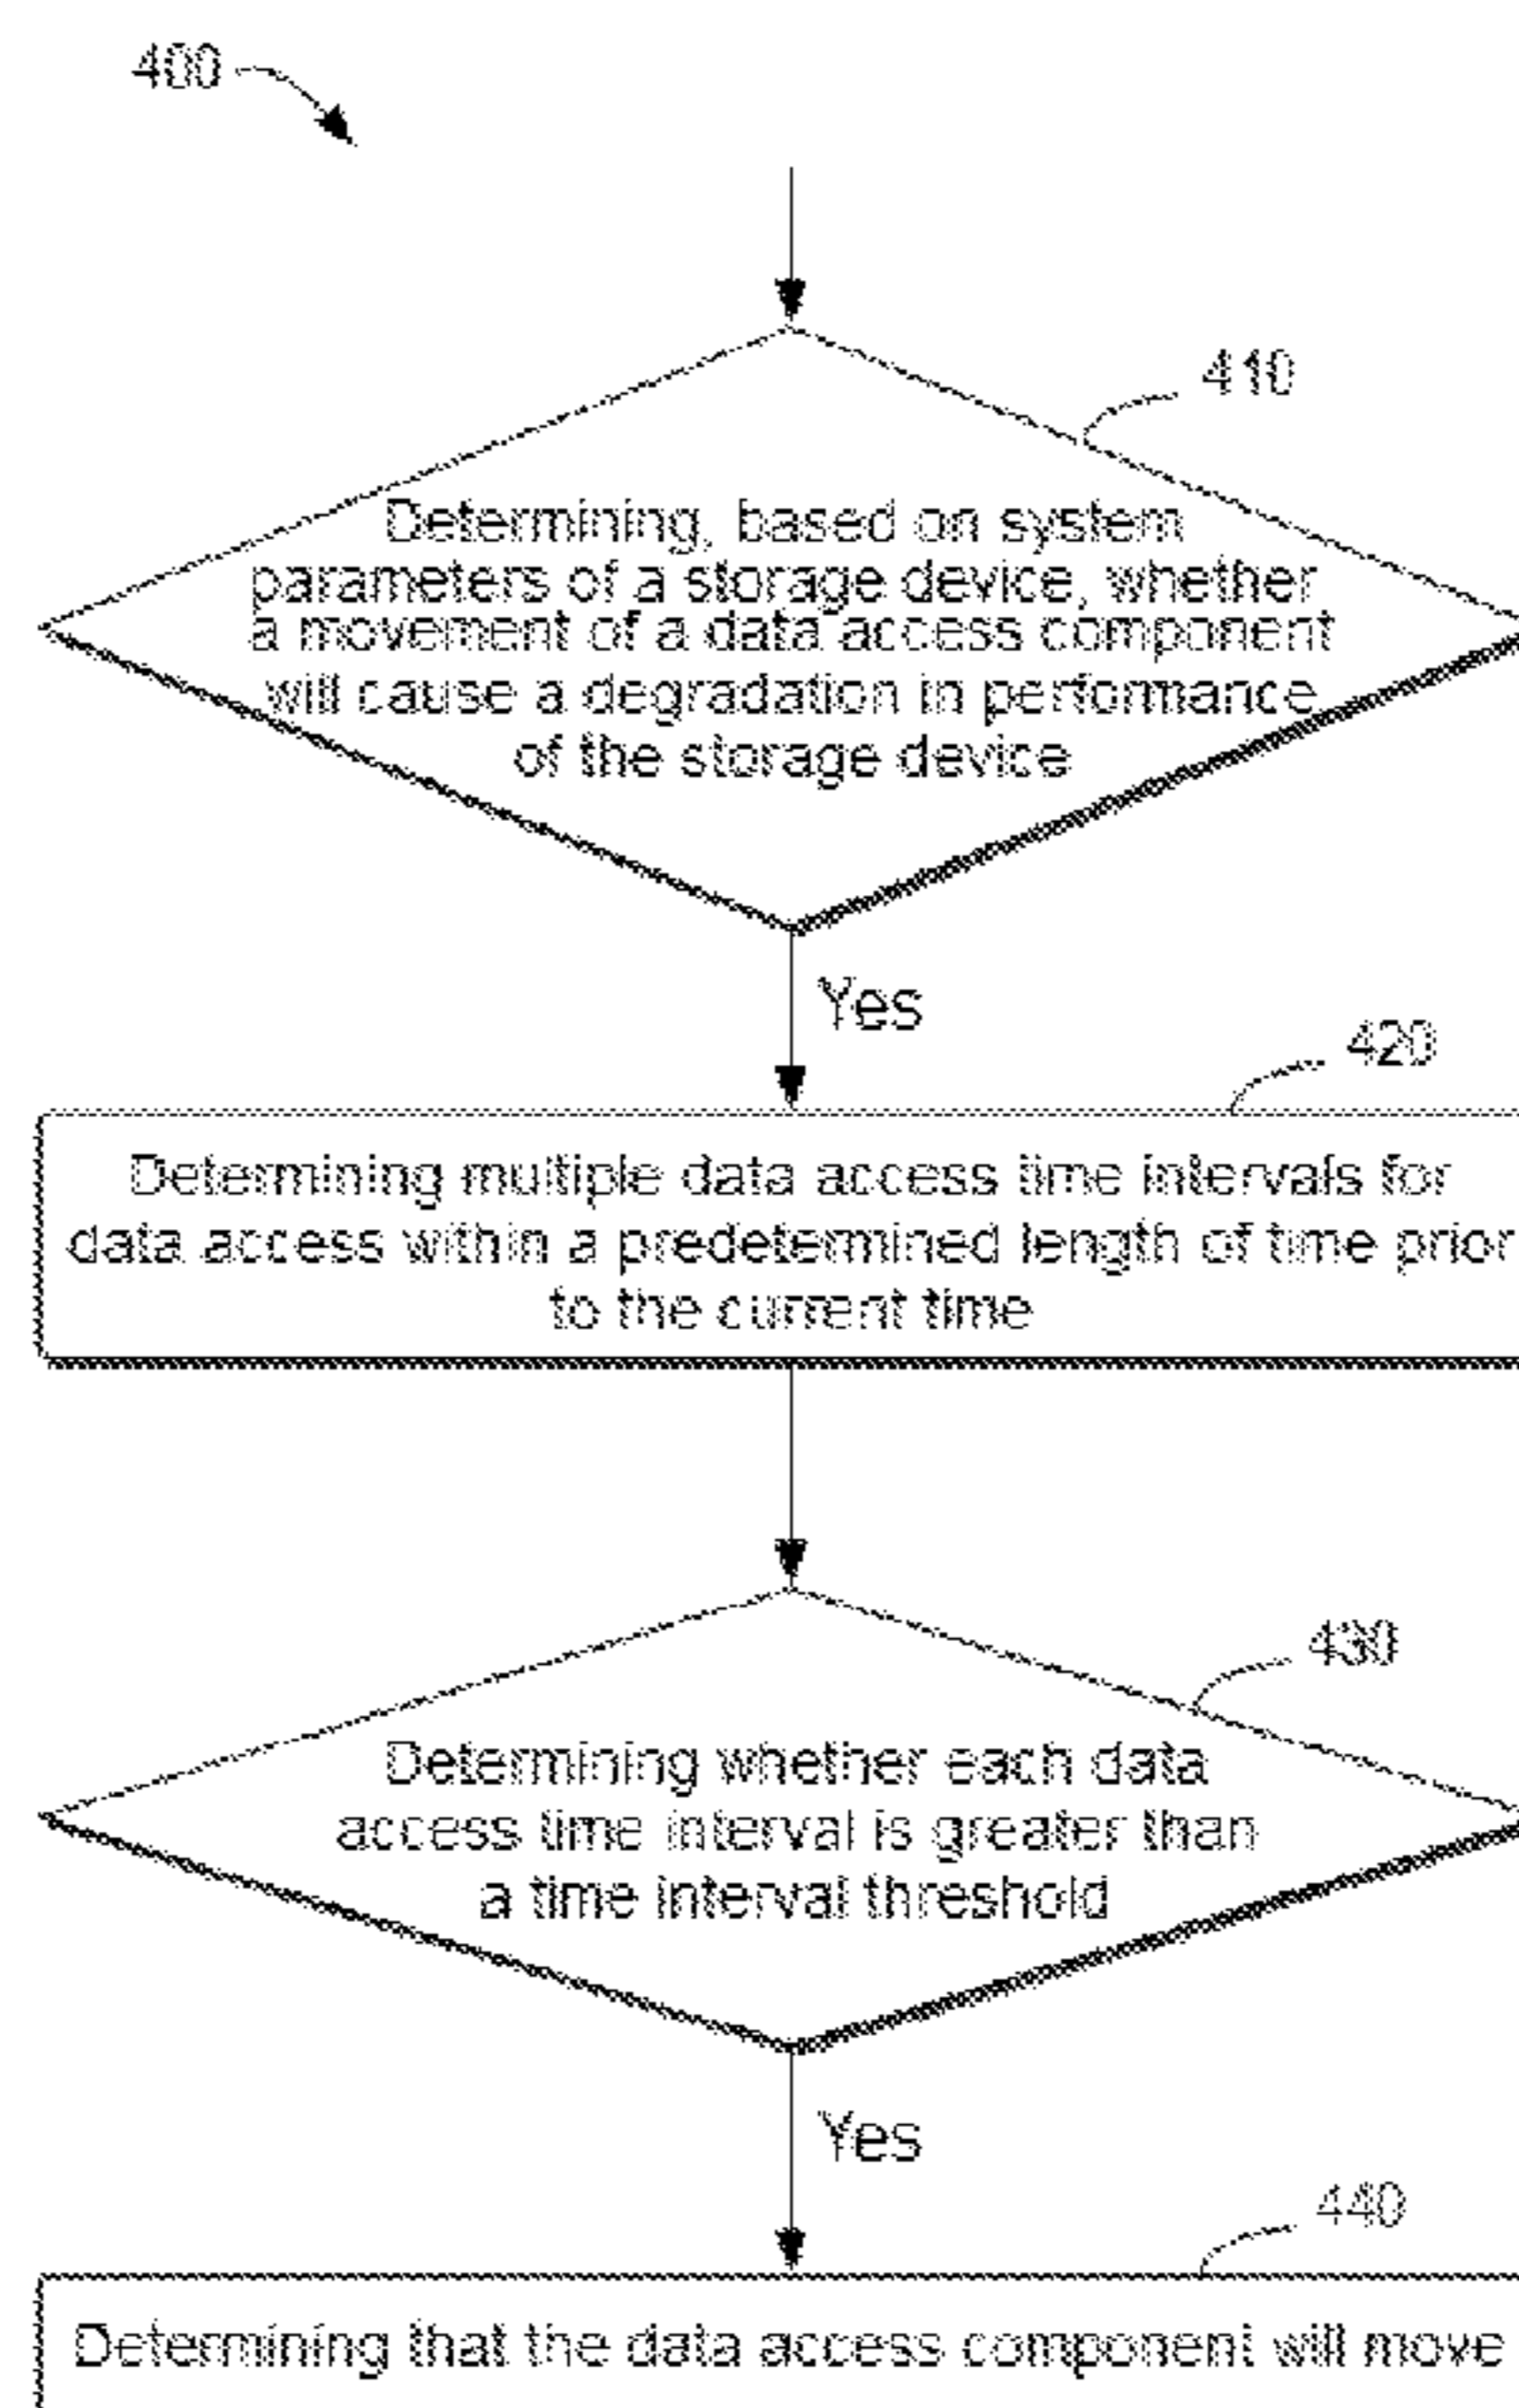 400
410
Determining, based on system
parameters of a storage device, whether
a movement of a data access component
will cause a degradation in performance
of the storage device
Yes
420
Determining multiple data access time intervals for
data access within a predetermined length of time prior
to the current time
430
Determining whether each data
access time interval is greater than
a time interval threshold
Yes
440
Determining that the data access component will move